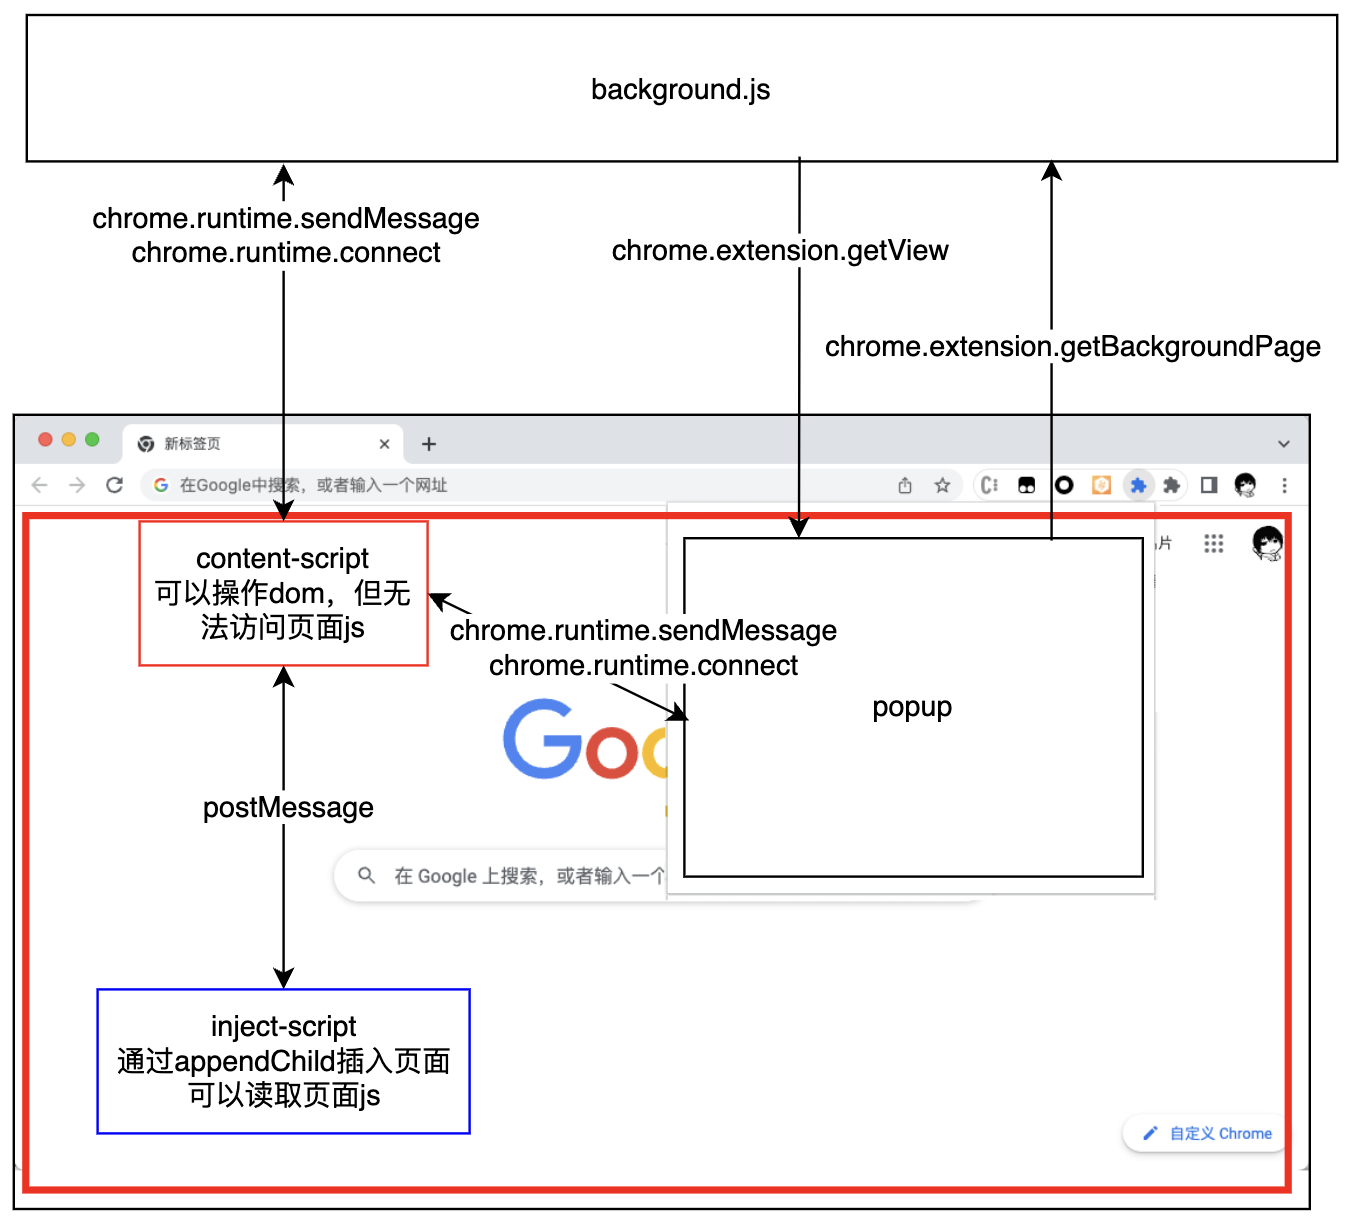 background.js
chrome.runtime.sendMessage
chrome.runtime.connect
chrome.extension.getView
chrome.extension.getBackgroundPage
新标签页
在Google中搜索，或者输入一个网址
content-script
可以操作dom，但无
法访问页面js
片
chrome.runtime.sendMessage
chrome.runtime.connect
popup
Goo
postMessage
在 Google 上搜索，或者输入一个
inject-script
通过appendChild插入页面
可以读取页面js
自定义 Chrome